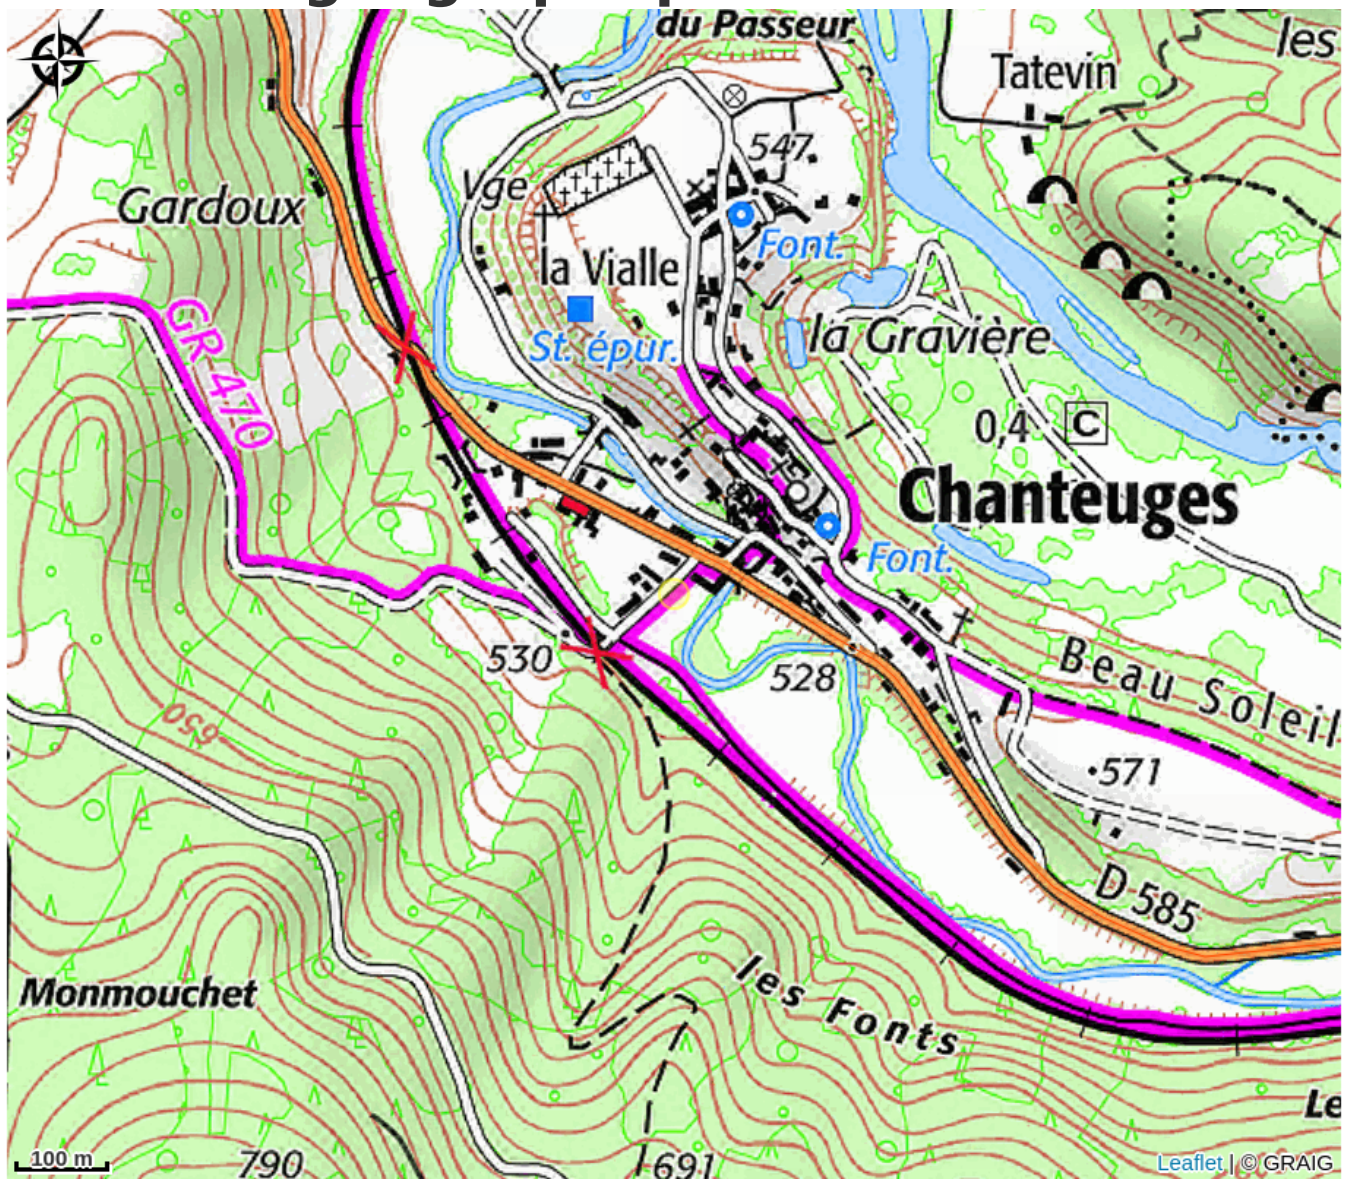 du Passeur
les
Tatevin
547
Vge
Gardoux
Font.
la Vialle
GR 470
St. épur.
la Gravière
0,4
C
Chanteuges
Font.
530
528
Beau Soleil
650
571
D 585
les Fonts
Monmouchet
Le
100 m
790
691
Leaflet | © GRAIG